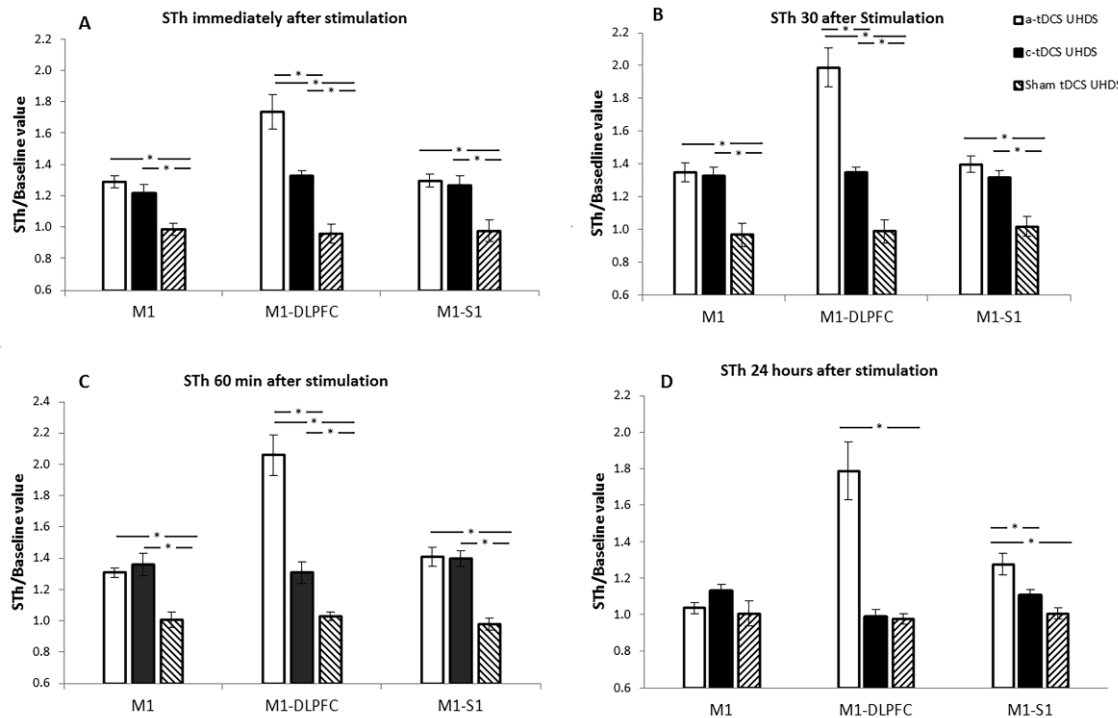 A STh immediately after stimulation
STh/Baseline value
2.2
2.0
1.8
1.6
1.4
1.2
1.0
0.6
* * *
* *
* *
M1 M1-DLPFC M1-S1
B STh 30 after Stimulation
STh/Basedline value
2.2
2.0
1.8
1.6
1.4
1.2
1.0
0.8
0.6
* * *
* *
* *
M1 M1-DLPFC M1-S1
a-tDCS UHDS
c-tDCS UHDS
Sham tDCS UHDS
C STh 60 min after stimulation
STh/Baseline value
2.4
2.2
2.0
1.8
1.6
1.4
1.2
1.0
0.8
0.6
* * *
* *
* *
M1 M1-DLPFC M1-S1
D STh 24 hours after stimulation
STh/Baseline value
2.2
2.0
1.8
1.6
1.4
1.2
1.0
0.8
0.6
*
* *
M1 M1-DLPFC M1-S1